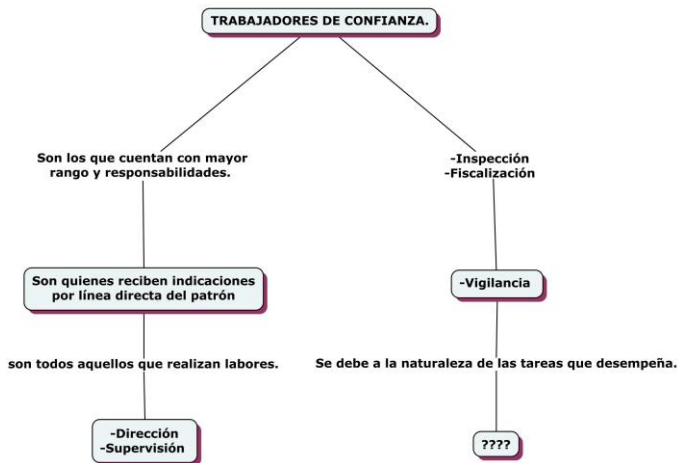 TRABAJADORES DE CONFIANZA.
Son los que cuentan con mayor
rango y responsabilidades.
-Inspección
-Fiscalización
Son quienes reciben indicaciones
por línea directa del patrón
-Vigilancia
son todos aquellos que realizan labores.
Se debe a la naturaleza de las tareas que desempeña.
-Dirección
-Supervisión
????